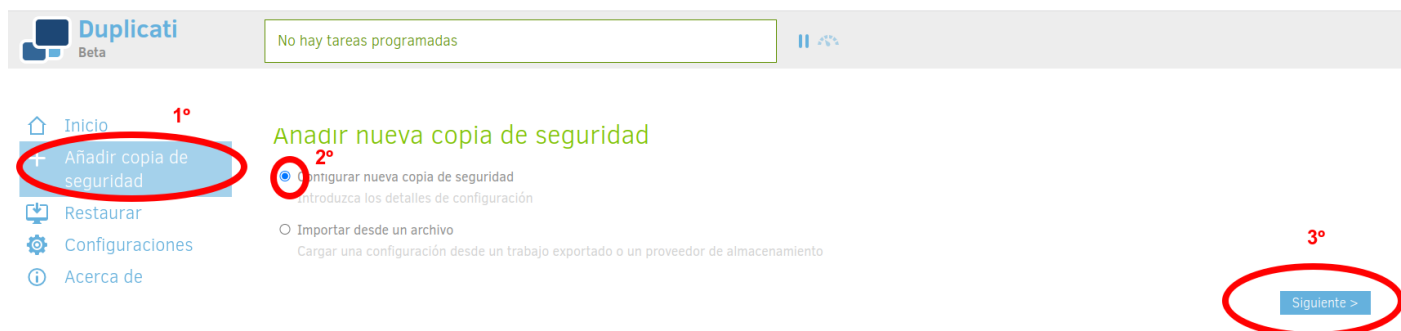 Duplicati
Beta
No hay tareas programadas
Inicio
1º
Añadir copia de
seguridad
Restaurar
Configuraciones
Acerca de
Añadir nueva copia de seguridad
2º
Configurar nueva copia de seguridad
Introduzca los detalles de configuración
Importar desde un archivo
Cargar una configuración desde un trabajo exportado o un proveedor de almacenamiento
3º
Siguiente >